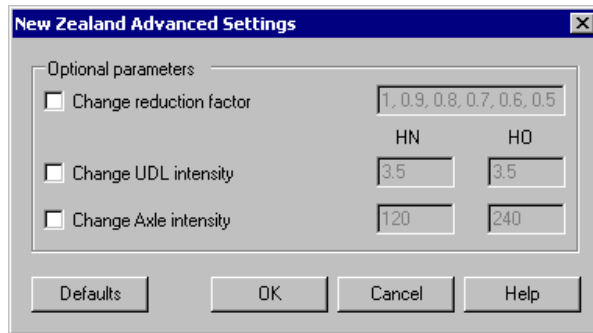 New Zealand Advanced Settings
Optional parameters
Change reduction factor 1, 0.9, 0.8, 0.7, 0.6, 0.5
HN HO
Change UDL intensity 3.5 3.5
Change Axle intensity 120 240
Defaults OK Cancel Help